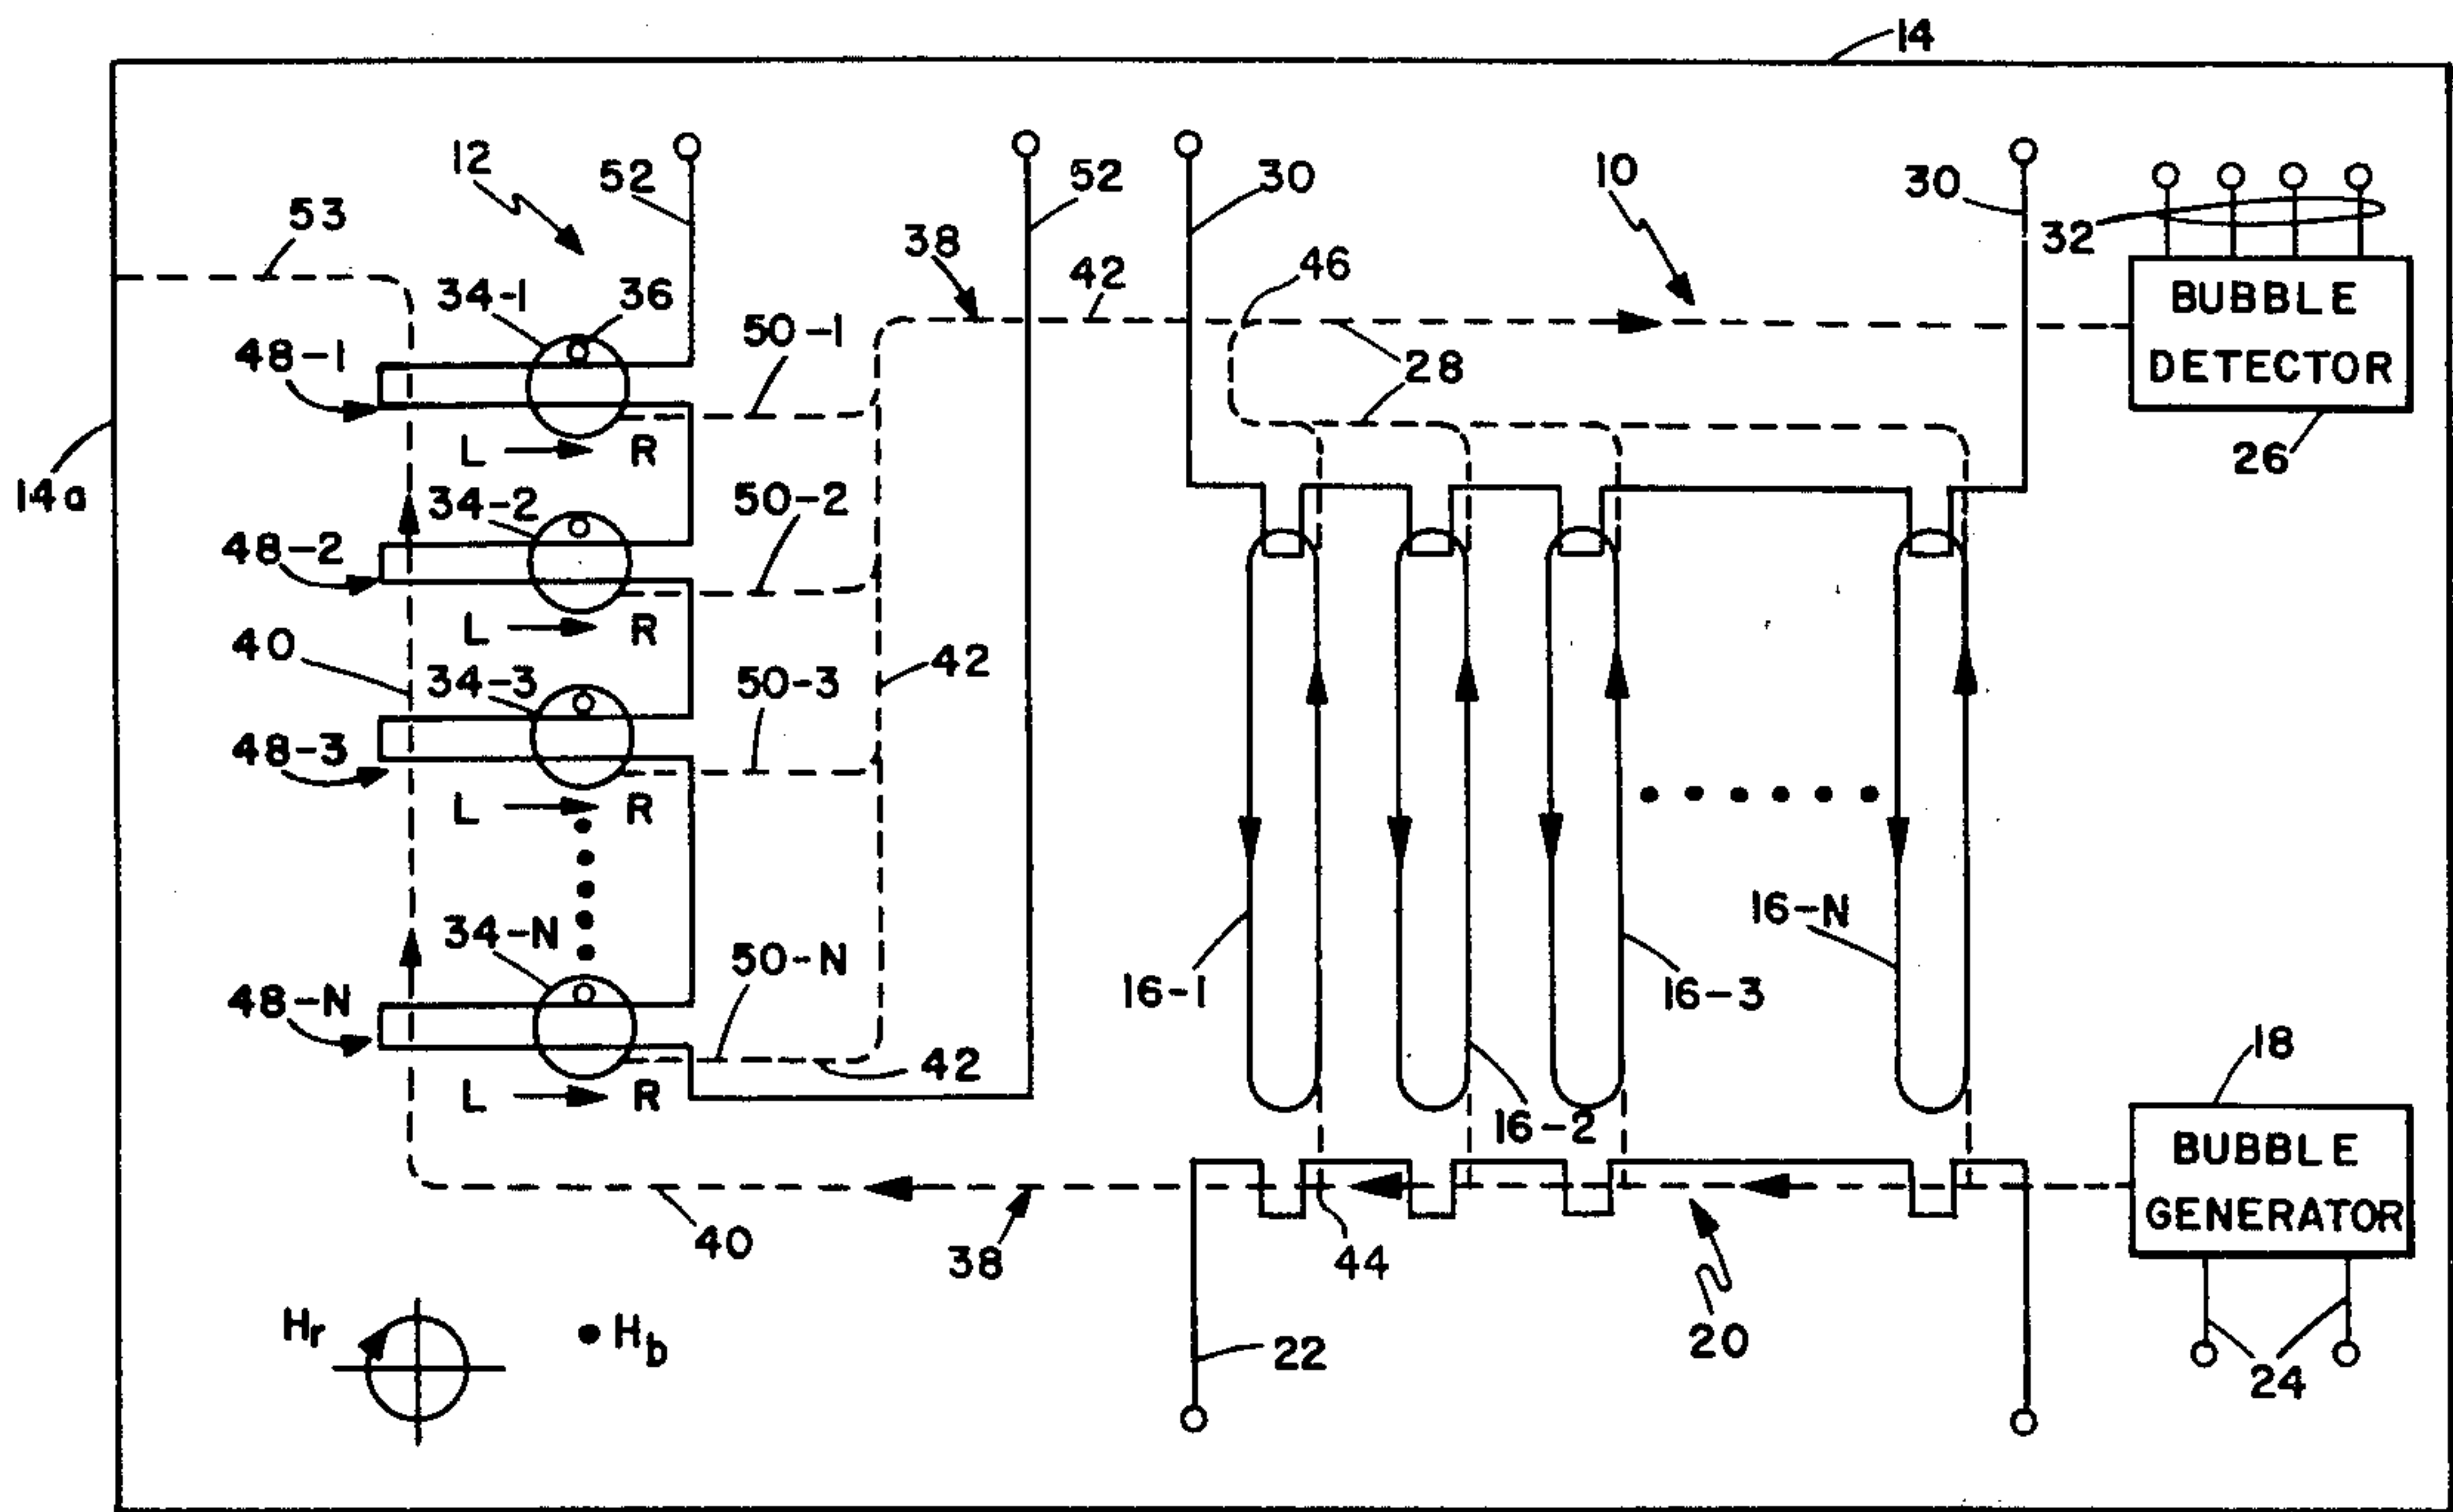 14
12
52
52
30
10
30
32
53
38
42
46
34-1
36
50-1
48-1
28
BUBBLE
DETECTOR
26
L
R
14a
34-2
50-2
48-2
L
R
40
34-3
50-3
42
48-3
L
R
34-N
50-N
48-N
16-1
16-3
16-N
42
L
R
16-2
18
BUBBLE
GENERATOR
40
38
44
20
22
24
Hr
Hb